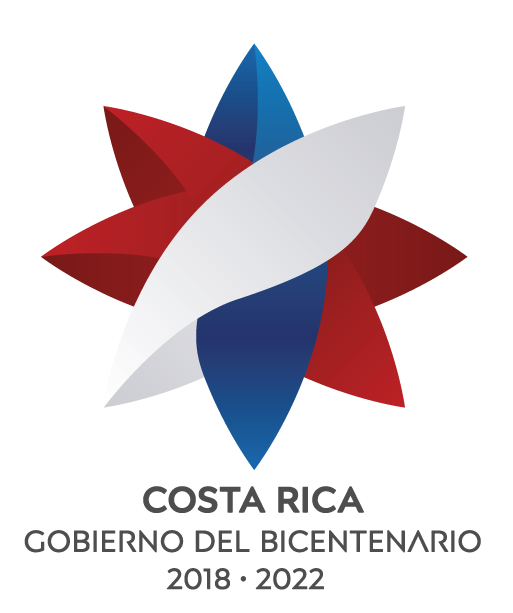 COSTA RICA
GOBIERNO DEL BICENTENARIO
2018 · 2022